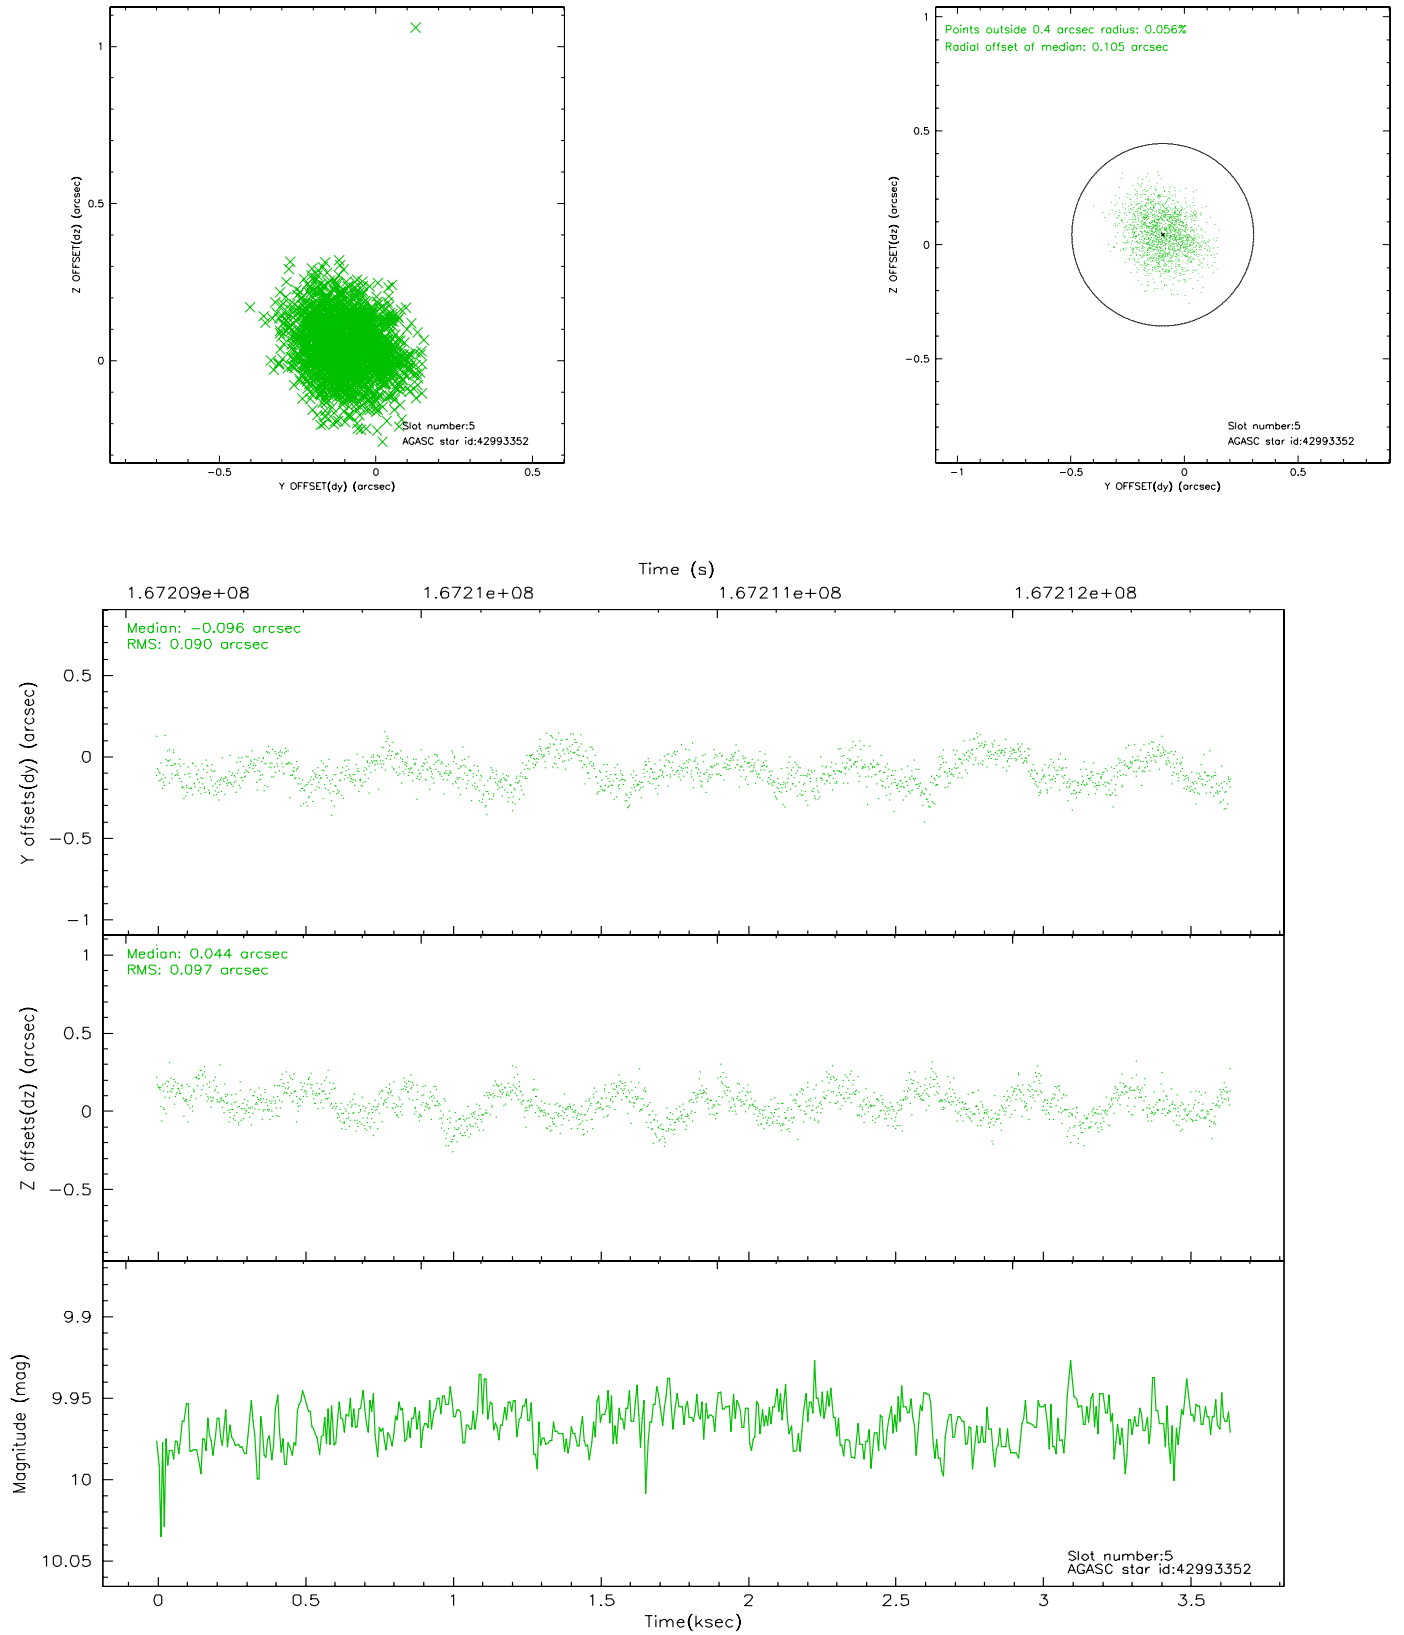 1
0.5
0
Z OFFSET(dz) (arcsec)
Slot number:5
AGASC star id:42993352
−0.5
0
0.5
Y OFFSET(dy) (arcsec)
Points outside 0.4 arcsec radius: 0.056%
Radial offset of median: 0.105 arcsec
1
0.5
0
−0.5
Z OFFSET(dz) (arcsec)
Slot number:5
AGASC star id:42993352
−1
−0.5
0
0.5
Y OFFSET(dy) (arcsec)
Time (s)
1.67209e+08
1.6721e+08
1.67211e+08
1.67212e+08
Median: −0.096 arcsec
RMS: 0.090 arcsec
0.5
0
−0.5
−1
Y offsets(dy) (arcsec)
Median: 0.044 arcsec
RMS: 0.097 arcsec
1
0.5
0
−0.5
Z offsets(dz) (arcsec)
9.9
9.95
10
10.05
Magnitude (mag)
Slot number:5
AGASC star id:42993352
0
0.5
1
1.5
2
2.5
3
3.5
Time(ksec)